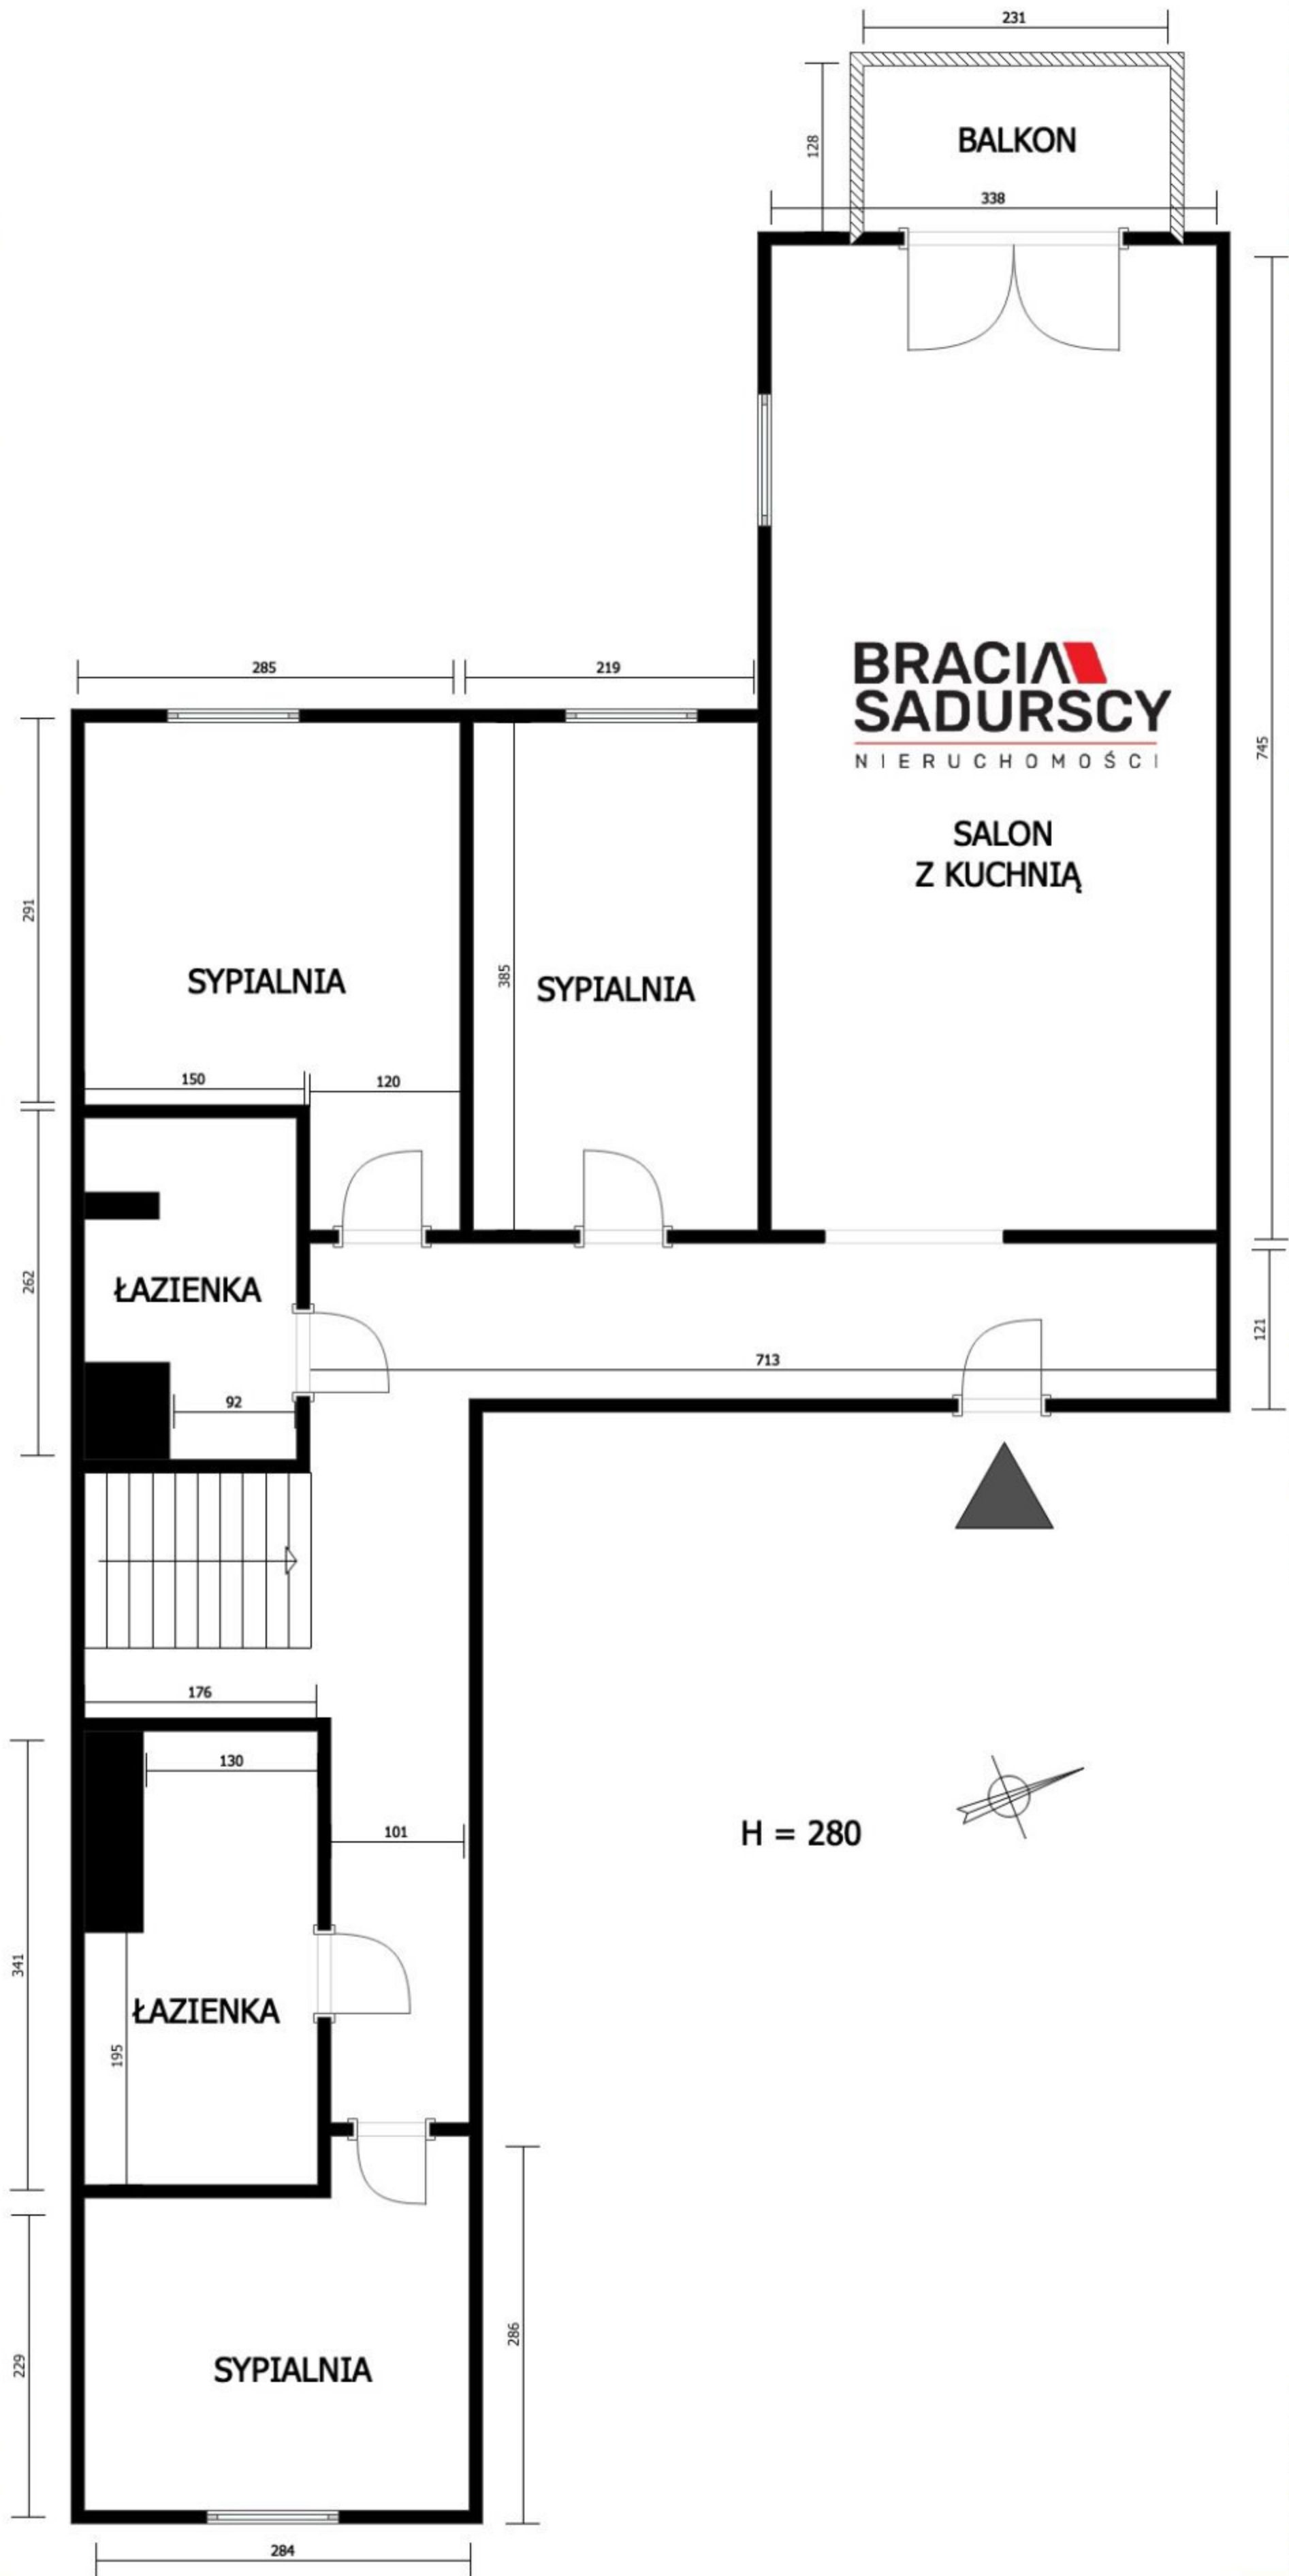 231
128
BALKON
338
BRACIA
SADURSCY
NIERUCHOMOŚCI
745
SALON
Z KUCHNIĄ
285
219
291
385
SYPIALNIA
SYPIALNIA
150
120
262
ŁAZIENKA
92
713
121
176
130
101
H = 280
341
ŁAZIENKA
195
286
229
SYPIALNIA
284